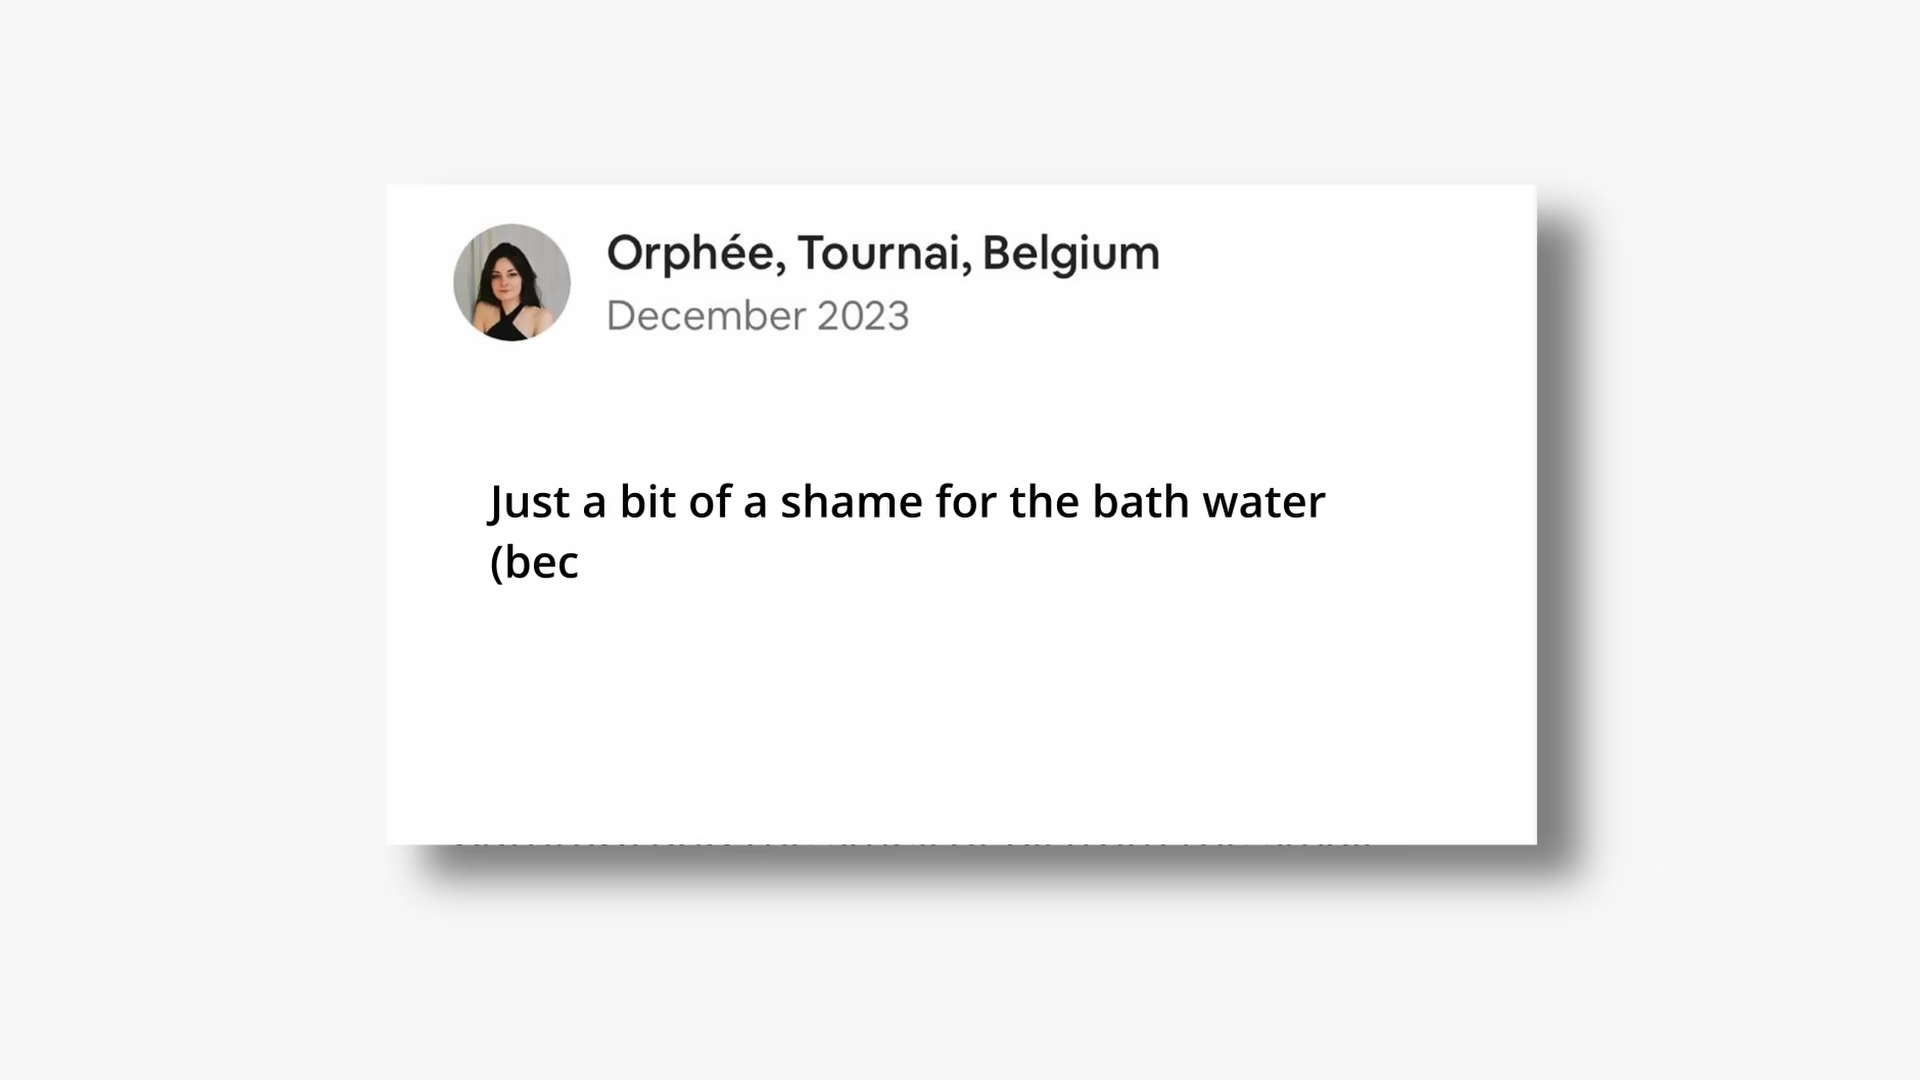 Orphée, Tournai, Belgium
December 2023
Just a bit of a shame for the bath water
(bec